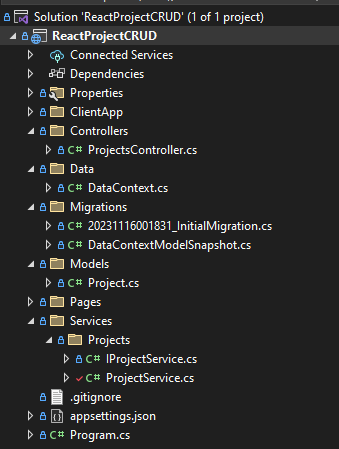 Solution 'ReactProjectCRUD' (1 of 1 project)
ReactProjectCRUD
Connected Services
Dependencies
Properties
ClientApp
Controllers
C# ProjectsController.cs
Data
C# DataContext.cs
Migrations
C# 20231116001831_InitialMigration.cs
C# DataContextModelSnapshot.cs
Models
C# Project.cs
Pages
Services
Projects
C# IProjectService.cs
C# ProjectService.cs
.gitignore
appsettings.json
C# Program.cs